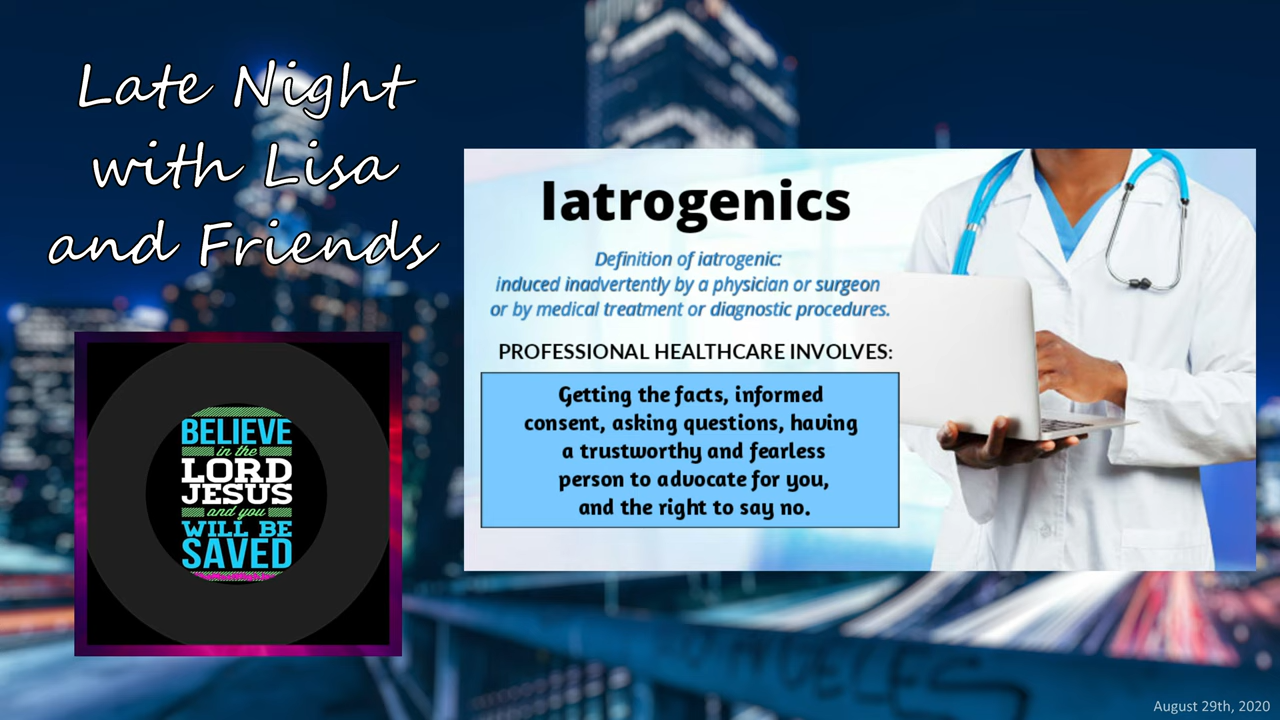 Late Night
with Lisa
and Friends
BELIEVE
in the
LORD
JESUS
and you
WILL BE
SAVED
Iatrogenics
Definition of iatrogenic:
induced inadvertently by a physician or surgeon
or by medical treatment or diagnostic procedures.
PROFESSIONAL HEALTHCARE INVOLVES:
Getting the facts, informed
consent, asking questions, having
a trustworthy and fearless
person to advocate for you,
and the right to say no.
August 29th, 2020